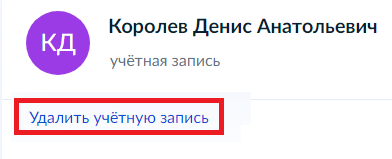 КД
Королев Денис Анатольевич
учётная запись
Удалить учётную запись